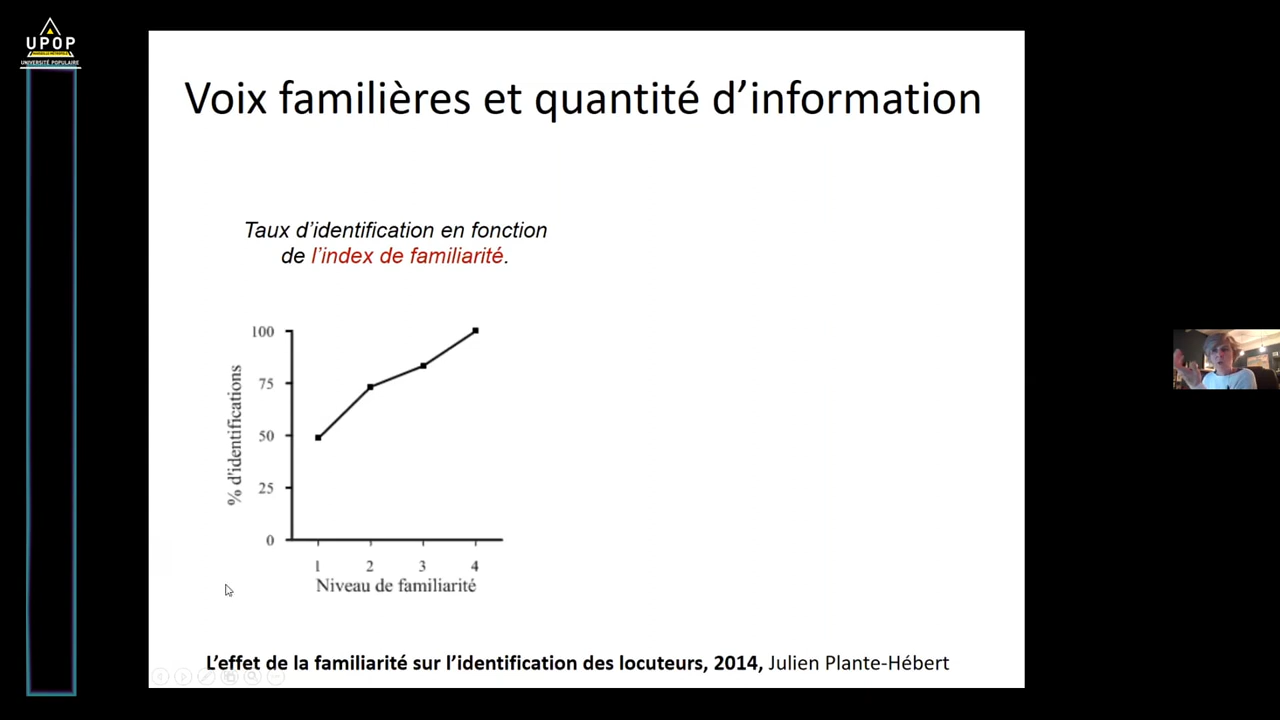 UPOP
UNIVERSITÉ POPULAIRE
Voix familières et quantité d’information
Taux d’identification en fonction
de l’index de familiarité.
% d'identifications
100
75
50
25
0
1 2 3 4
Niveau de familiarité
L’effet de la familiarité sur l’identification des locuteurs, 2014, Julien Plante-Hébert